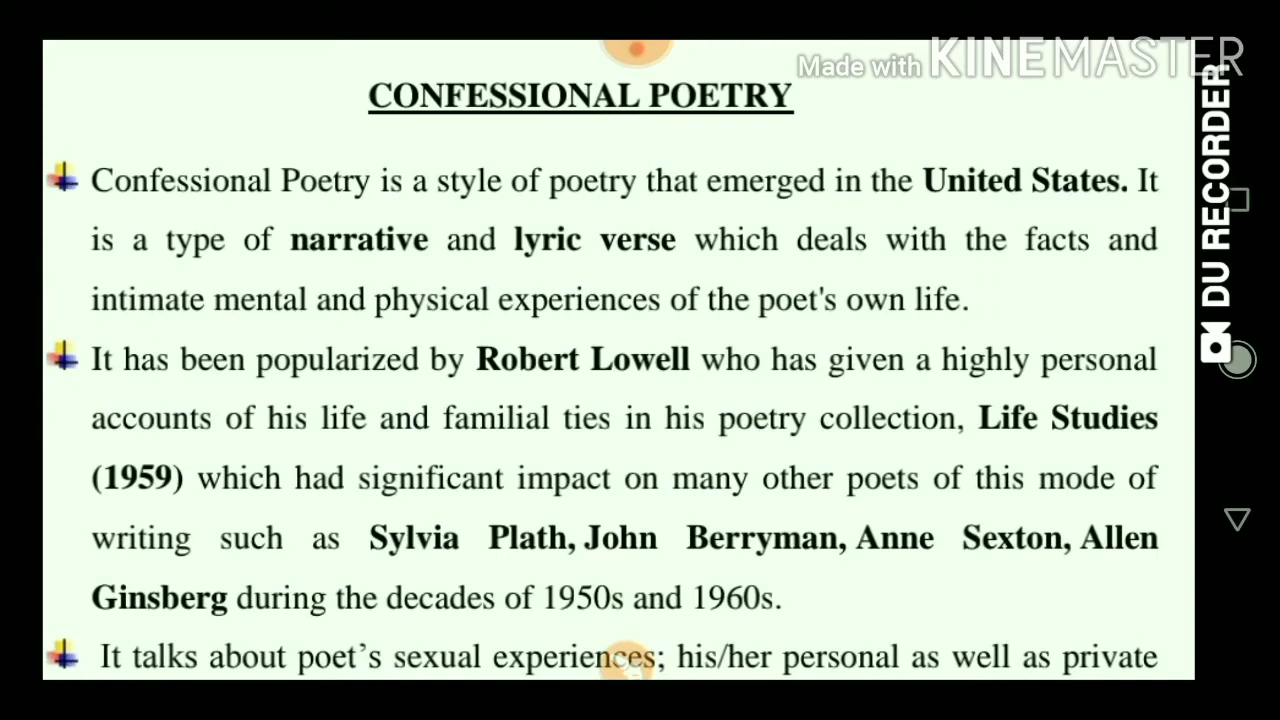 Made with KINEMASTER
CONFESSIONAL POETRY
Confessional Poetry is a style of poetry that emerged in the United States. It
is a type of narrative and lyric verse which deals with the facts and
intimate mental and physical experiences of the poet's own life.
It has been popularized by Robert Lowell who has given a highly personal
accounts of his life and familial ties in his poetry collection, Life Studies
(1959) which had significant impact on many other poets of this mode of
writing such as Sylvia Plath, John Berryman, Anne Sexton, Allen
Ginsberg during the decades of 1950s and 1960s.
It talks about poet’s sexual experiences; his/her personal as well as private
DU RECORDER